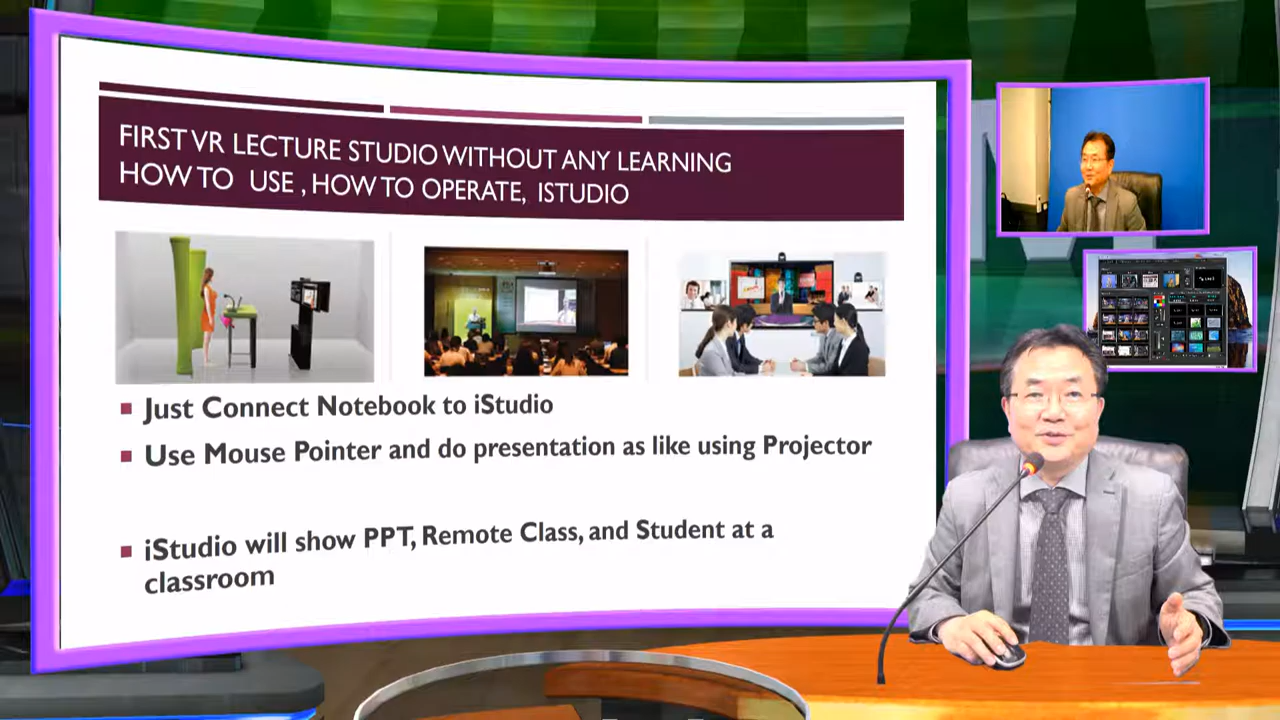 FIRST VR LECTURE STUDIO WITHOUT ANY LEARNING
HOW TO USE , HOW TO OPERATE, ISTUDIO
Just Connect Notebook to iStudio
Use Mouse Pointer and do presentation as like using Projector
iStudio will show PPT, Remote Class, and Student at a
classroom